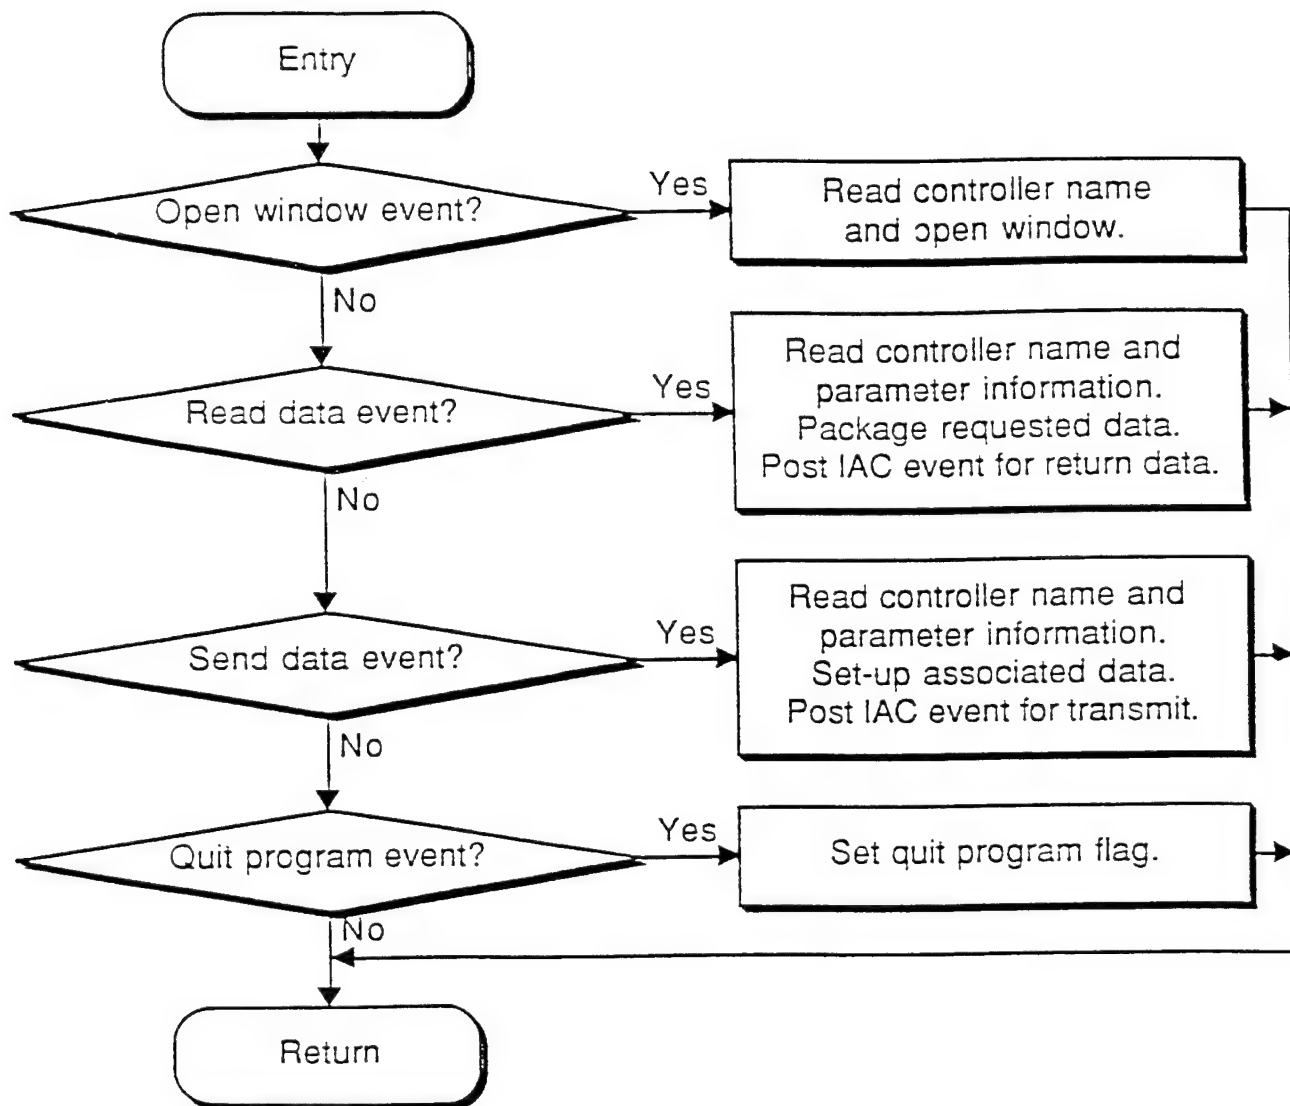 Entry
Open window event?
Yes
Read controller name
and open window.
No
Read data event?
Yes
Read controller name and
parameter information.
Package requested data.
Post IAC event for return data.
No
Send data event?
Yes
Read controller name and
parameter information.
Set-up associated data.
Post IAC event for transmit.
No
Quit program event?
Yes
Set quit program flag.
No
Return